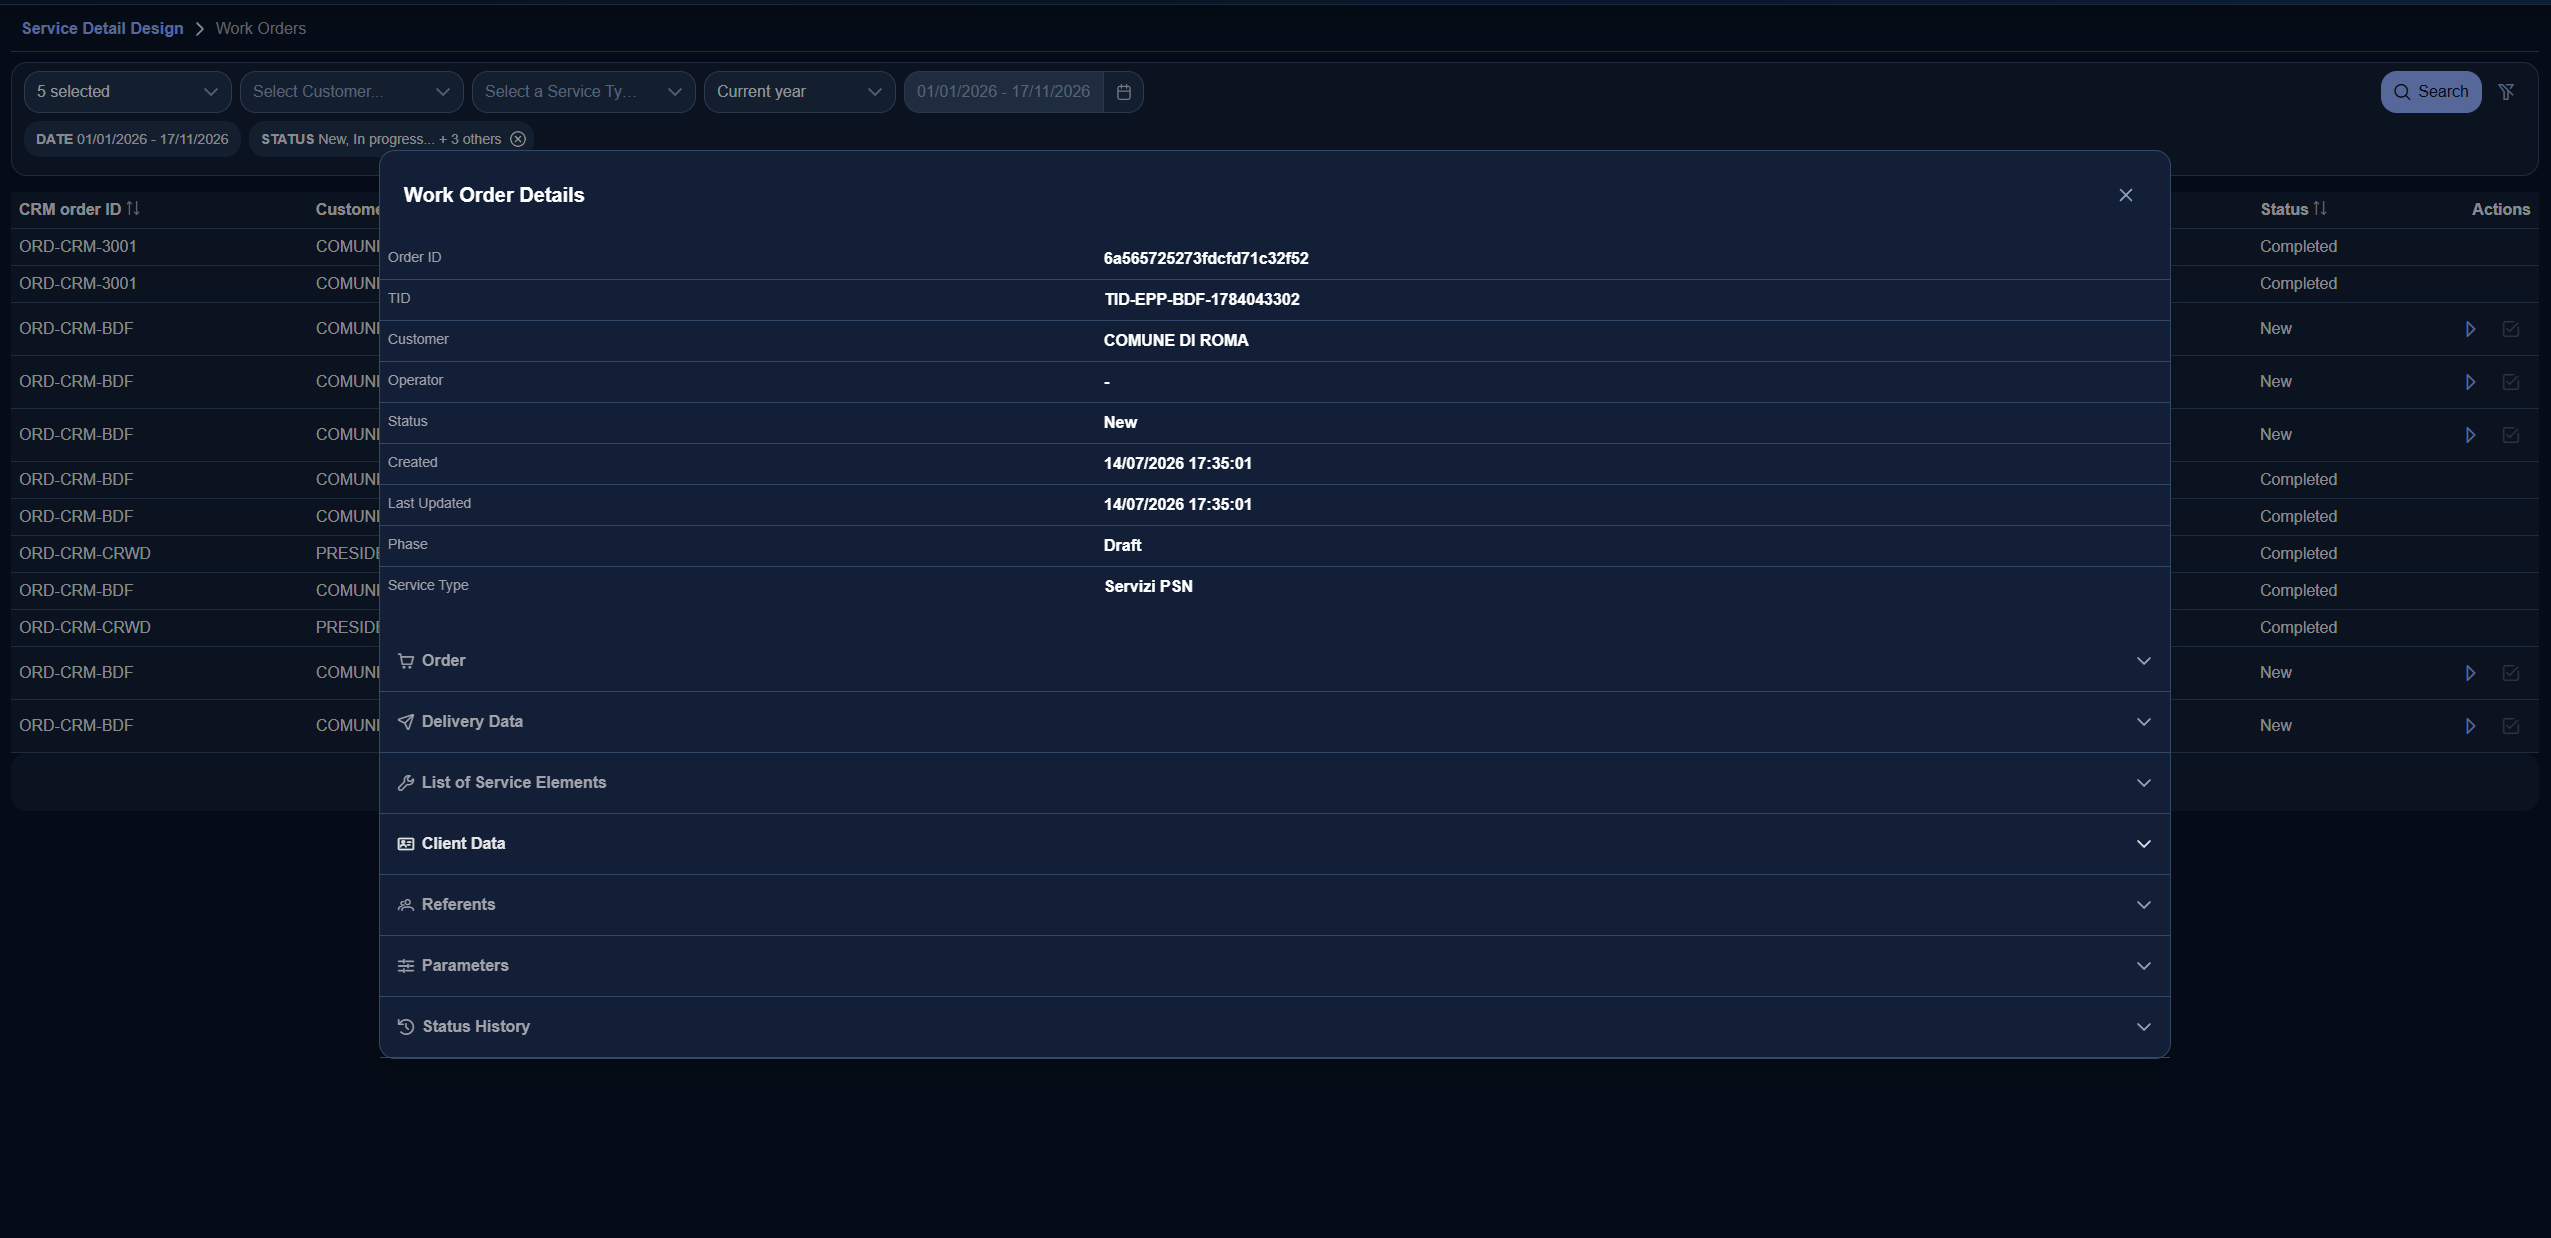 Service Detail Design > Work Orders
5 selected
Select Customer...
Select a Service Ty...
Current year
01/01/2026 - 17/11/2026
Search
DATE 01/01/2026 - 17/11/2026
STATUS New, In progress... + 3 others
Work Order Details
Order ID 6a565725273fdcfd71c32f52
TID TID-EPP-BDF-1784043302
Customer COMUNE DI ROMA
Operator -
Status New
Created 14/07/2026 17:35:01
Last Updated 14/07/2026 17:35:01
Phase Draft
Service Type Servizi PSN
Order
Delivery Data
List of Service Elements
Client Data
Referents
Parameters
Status History
CRM order ID Custome Status Actions
ORD-CRM-3001 COMUNI Completed
ORD-CRM-3001 COMUNI Completed
ORD-CRM-BDF COMUNI New
ORD-CRM-BDF COMUNI New
ORD-CRM-BDF COMUNI New
ORD-CRM-BDF COMUNI Completed
ORD-CRM-BDF COMUNI Completed
ORD-CRM-CRWD PRESIDE Completed
ORD-CRM-BDF COMUNI Completed
ORD-CRM-CRWD PRESIDE Completed
ORD-CRM-BDF COMUNI New
ORD-CRM-BDF COMUNI New